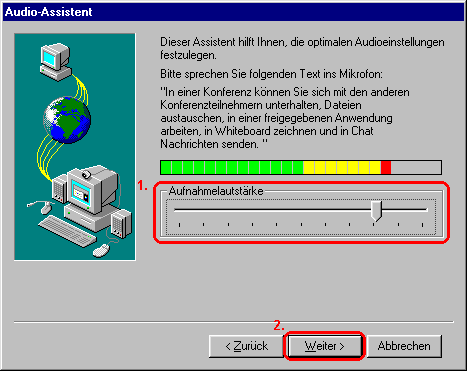 Audio-Assistent
Dieser Assistent hilft Ihnen, die optimalen Audioeinstellungen
festzulegen.
Bitte sprechen Sie folgenden Text ins Mikrofon:
"In einer Konferenz können Sie sich mit den anderen
Konferenzteilnehmern unterhalten, Dateien
austauschen, in einer freigegebenen Anwendung
arbeiten, in Whiteboard zeichnen und in Chat
Nachrichten senden. "
1.
Aufnahmelautstärke
2.
< Zurück Weiter > Abbrechen